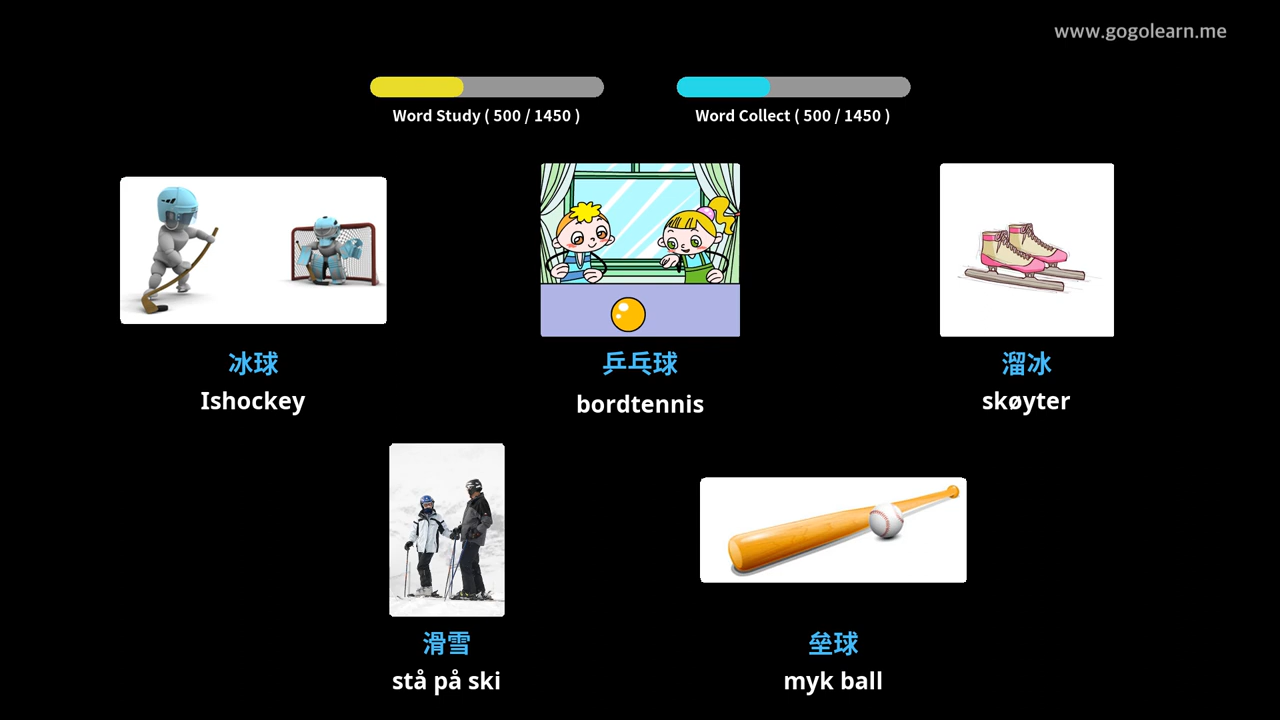 www.gogolearn.me
Word Study ( 500 / 1450 )
Word Collect ( 500 / 1450 )
冰球
Ishockey
乒乓球
bordtennis
溜冰
skøyter
滑雪
stå på ski
垒球
myk ball